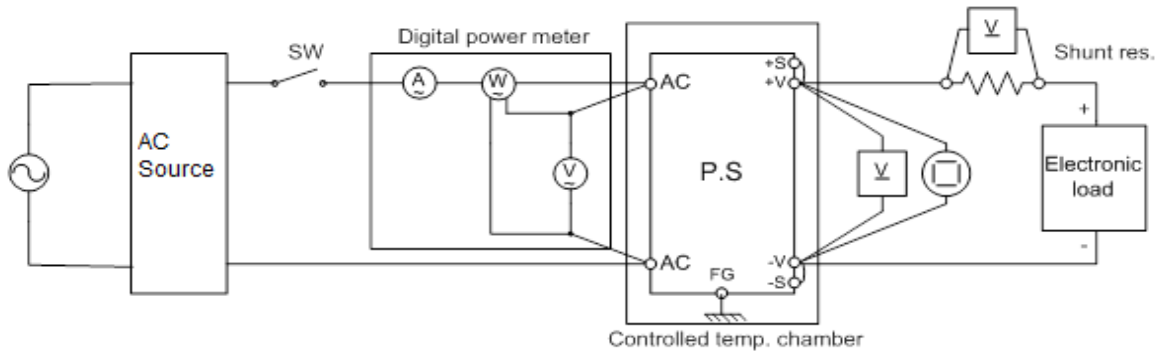 Digital power meter
SW
Shunt res.
V
+S
+V
A
W
AC
+
AC
Source
V
P.S
V
Electronic
load
AC
FG
-V
-S
-
Controlled temp. chamber